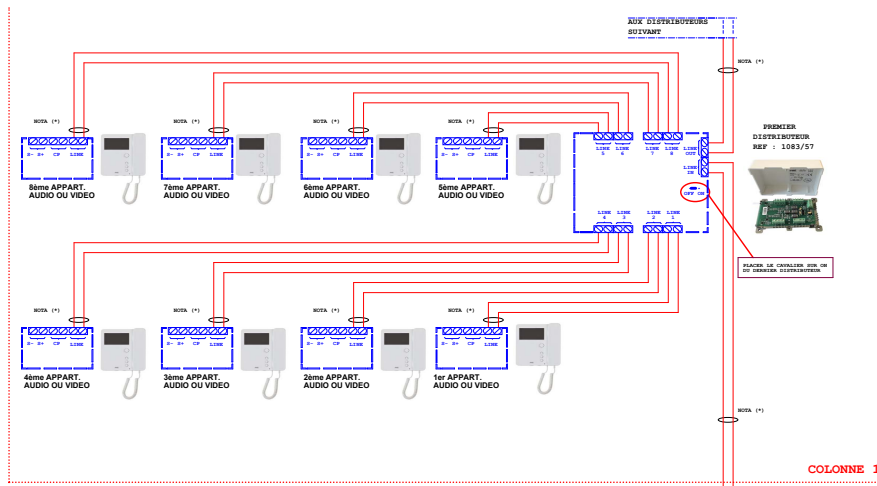 AUX DISTRIBUTEURS
SUIVANT
NOTA (*)
PREMIER
DISTRIBUTEUR
REF : 1083/57
NOTA (*)
NOTA (*)
NOTA (*)
NOTA (*)
S- S+ CP LINE
S- S+ CP LINE
S- S+ CP LINE
S- S+ CP LINE
8ème APPART.
AUDIO OU VIDEO
7ème APPART.
AUDIO OU VIDEO
6ème APPART.
AUDIO OU VIDEO
5ème APPART.
AUDIO OU VIDEO
LINE
5
LINE
6
LINE
7
LINE
8
LINE
OUT
LINE
IN
OFF ON
LINE
4
LINE
3
LINE
2
LINE
1
PLACER LE CAVALIER SUR ON
DU DERNIER DISTRIBUTEUR
NOTA (*)
NOTA (*)
NOTA (*)
NOTA (*)
S- S+ CP LINE
S- S+ CP LINE
S- S+ CP LINE
S- S+ CP LINE
4ème APPART.
AUDIO OU VIDEO
3ème APPART.
AUDIO OU VIDEO
2ème APPART.
AUDIO OU VIDEO
1er APPART.
AUDIO OU VIDEO
NOTA (*)
COLONNE 1